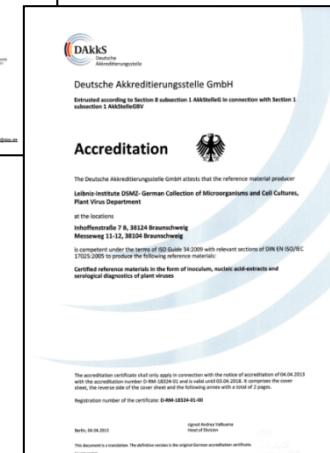 DAkkS
Deutsche
Akkreditierungsstelle
Deutsche Akkreditierungsstelle GmbH
Entrusted according to Section 8 subsection 1 AkkStelleG in connection with Section 1
subsection 1 AkkStelleGBV
Accreditation
The Deutsche Akkreditierungsstelle GmbH attests that the reference material producer
Leibniz-Institute DSMZ- German Collection of Microorganisms and Cell Cultures,
Plant Virus Department
at the locations
Inhoffenstraße 7 B, 38124 Braunschweig
Messeweg 11-12, 38104 Braunschweig
is competent under the terms of ISO Guide 34:2009 with relevant sections of DIN EN ISO/IEC
17025:2005 to produce the following reference materials:
Certified reference materials in the form of inoculum, nucleic acid-extracts and
serological diagnostics of plant viruses
The accreditation certificate shall only apply in connection with the notice of accreditation of 04.04.2013
with the accreditation number D-RM-18324-01 and is valid until 03.04.2018. It comprises the cover
sheet, the reverse side of the cover sheet and the following annex with a total of 2 pages.
Registration number of the certificate: D-RM-18324-01-00
Berlin, 04.04.2013
signed Andrea Valbuena
Head of Division
This document is a translation. The definitive version is the original German accreditation certificate.